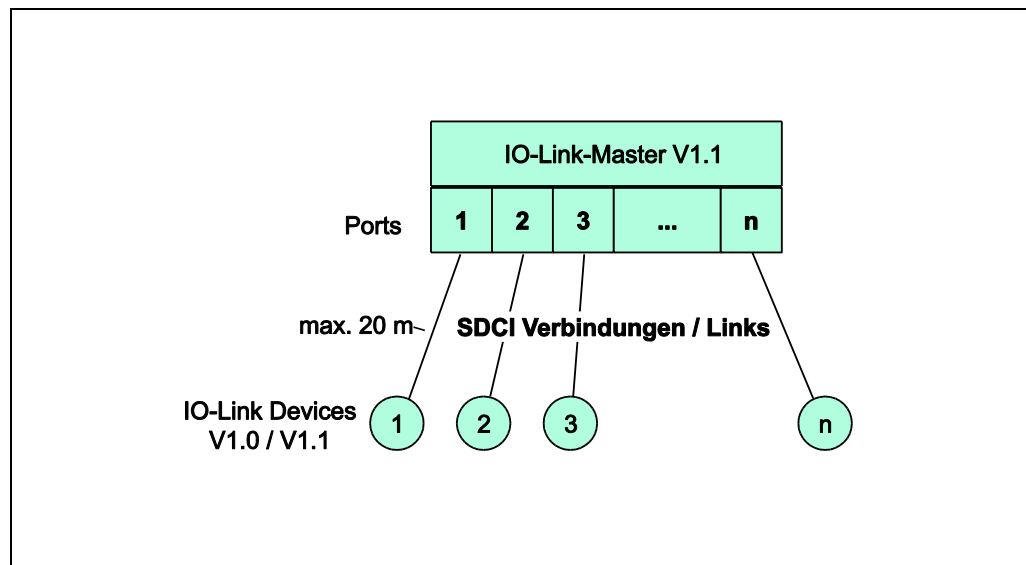 IO-Link-Master V1.1
Ports 1 2 3 ... n
max. 20 m SDCI Verbindungen / Links
IO-Link Devices
V1.0 / V1.1
1 2 3 n